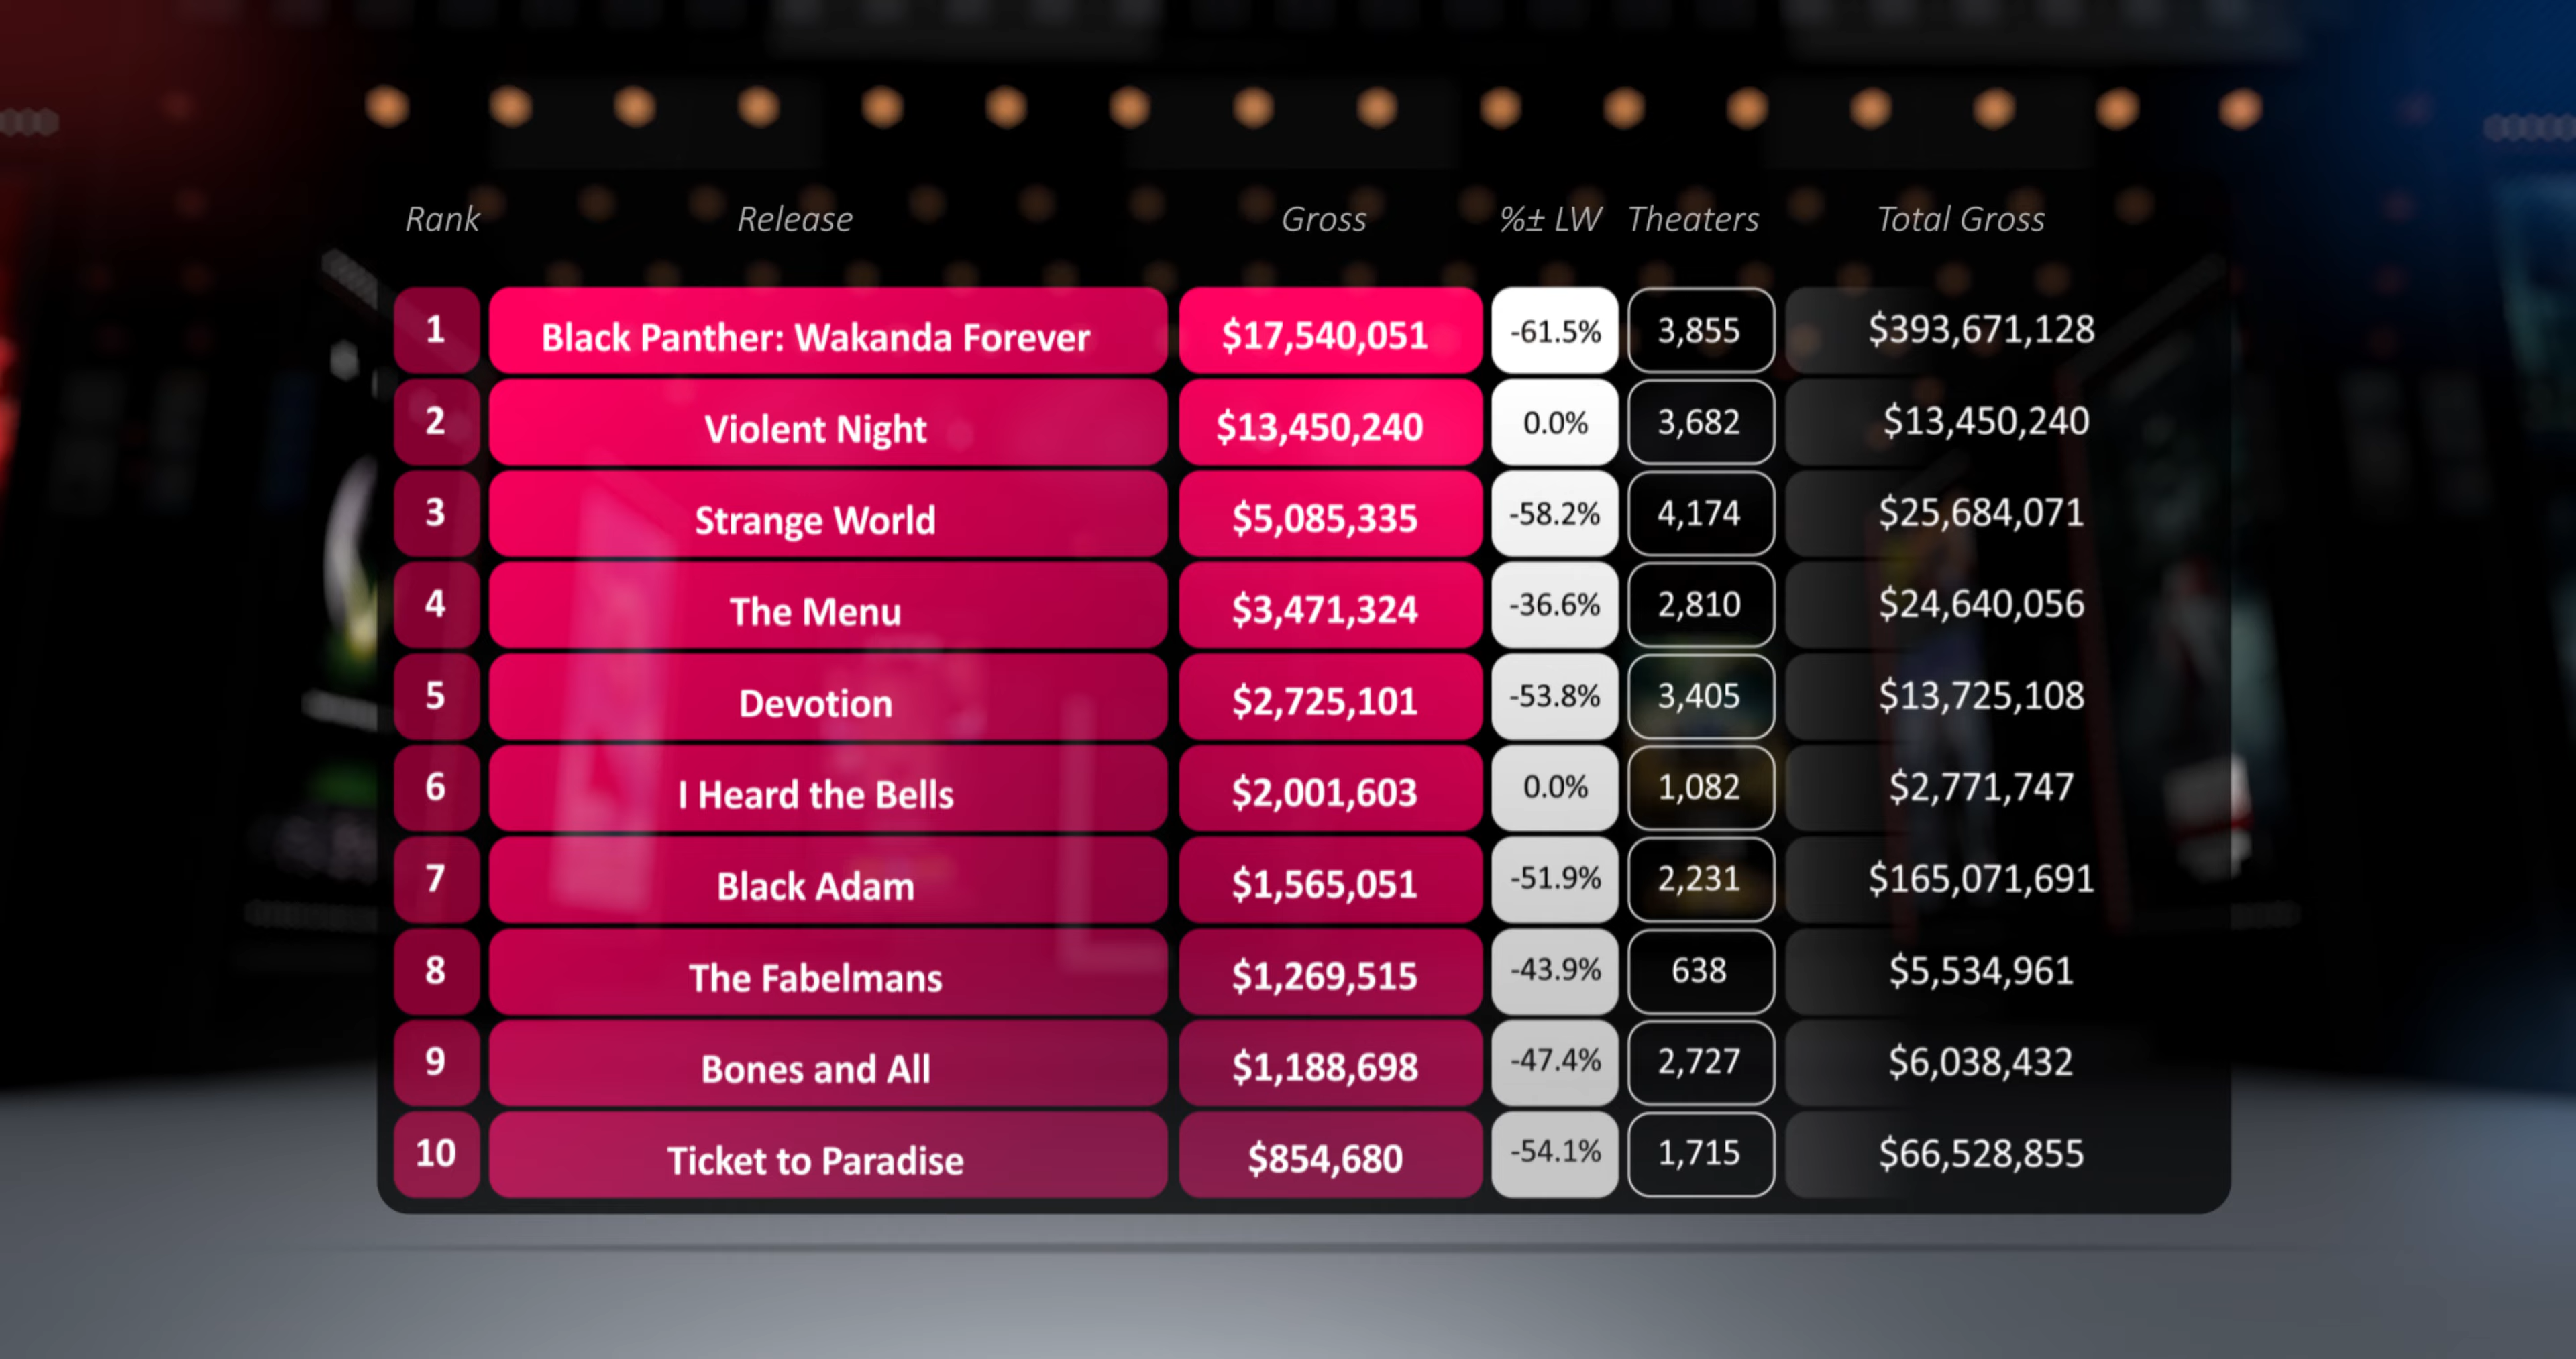 Rank Release Gross %± LW Theaters Total Gross
1 Black Panther: Wakanda Forever $17,540,051 -61.5% 3,855 $393,671,128
2 Violent Night $13,450,240 0.0% 3,682 $13,450,240
3 Strange World $5,085,335 -58.2% 4,174 $25,684,071
4 The Menu $3,471,324 -36.6% 2,810 $24,640,056
5 Devotion $2,725,101 -53.8% 3,405 $13,725,108
6 I Heard the Bells $2,001,603 0.0% 1,082 $2,771,747
7 Black Adam $1,565,051 -51.9% 2,231 $165,071,691
8 The Fabelmans $1,269,515 -43.9% 638 $5,534,961
9 Bones and All $1,188,698 -47.4% 2,727 $6,038,432
10 Ticket to Paradise $854,680 -54.1% 1,715 $66,528,855